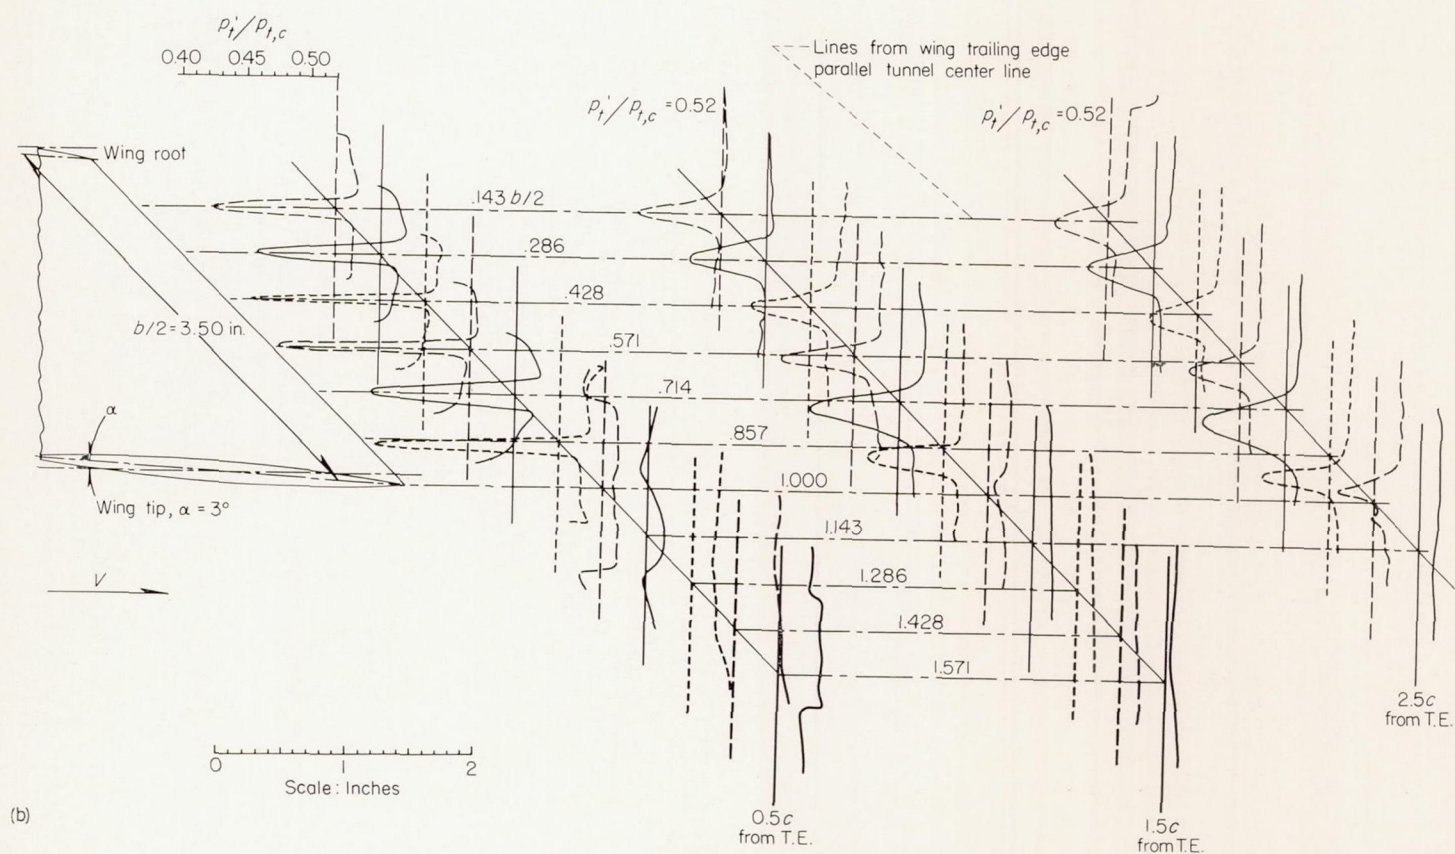 p't/pt,c
0.40 0.45 0.50
Lines from wing trailing edge
parallel tunnel center line
p't/pt,c = 0.52
p't/pt,c = 0.52
Wing root
.143 b/2
.286
.428
b/2 = 3.50 in.
.571
.714
α
.857
1.000
Wing tip, α = 3°
1.143
V
1.286
1.428
1.571
2.5c
from T.E.
0 1 2
Scale: Inches
(b)
0.5c
from T.E.
1.5c
from T.E.